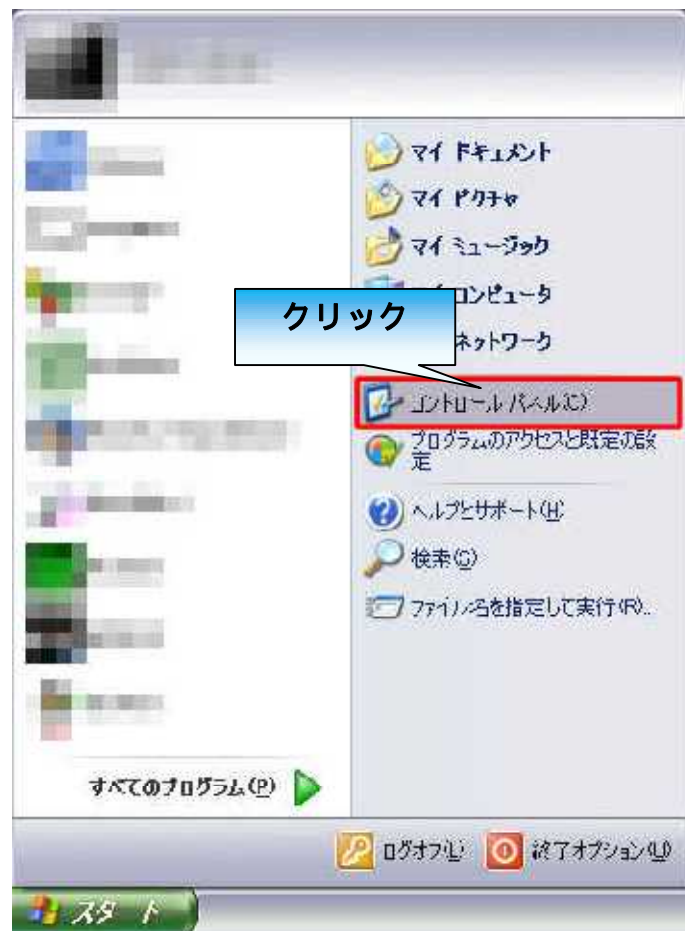 マイ ドキュメント
マイ ピクチャ
マイ ミュージック
コンピュータ
クリック
ネットワーク
コントロール パネル(C)
プログラムのアクセスと既定の設
定
ヘルプとサポート(H)
検索(S)
ファイル名を指定して実行(R)...
すべてのプログラム(P)
ログオフ(L)
終了オプション(U)
スタート